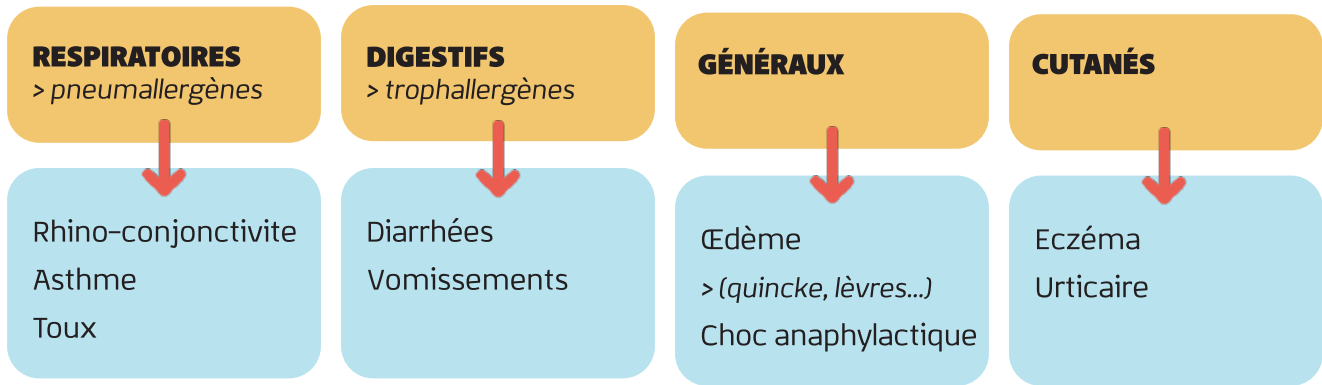 RESPIRATOIRES
> pneumallergènes
DIGESTIFS
> trophallergènes
GÉNÉRAUX
CUTANÉS
Rhino-conjonctivite
Asthme
Toux
Diarrhées
Vomissements
Œdème
> (quincke, lèvres...)
Choc anaphylactique
Eczéma
Urticaire